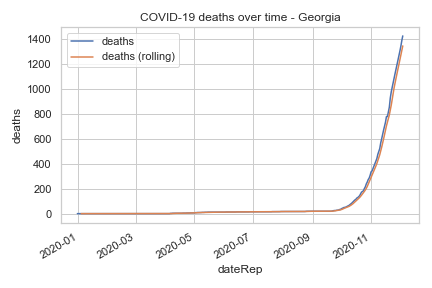 COVID-19 deaths over time - Georgia
deaths
deaths (rolling)
deaths
1400
1200
1000
800
600
400
200
0
2020-01
2020-03
2020-05
2020-07
2020-09
2020-11
dateRep